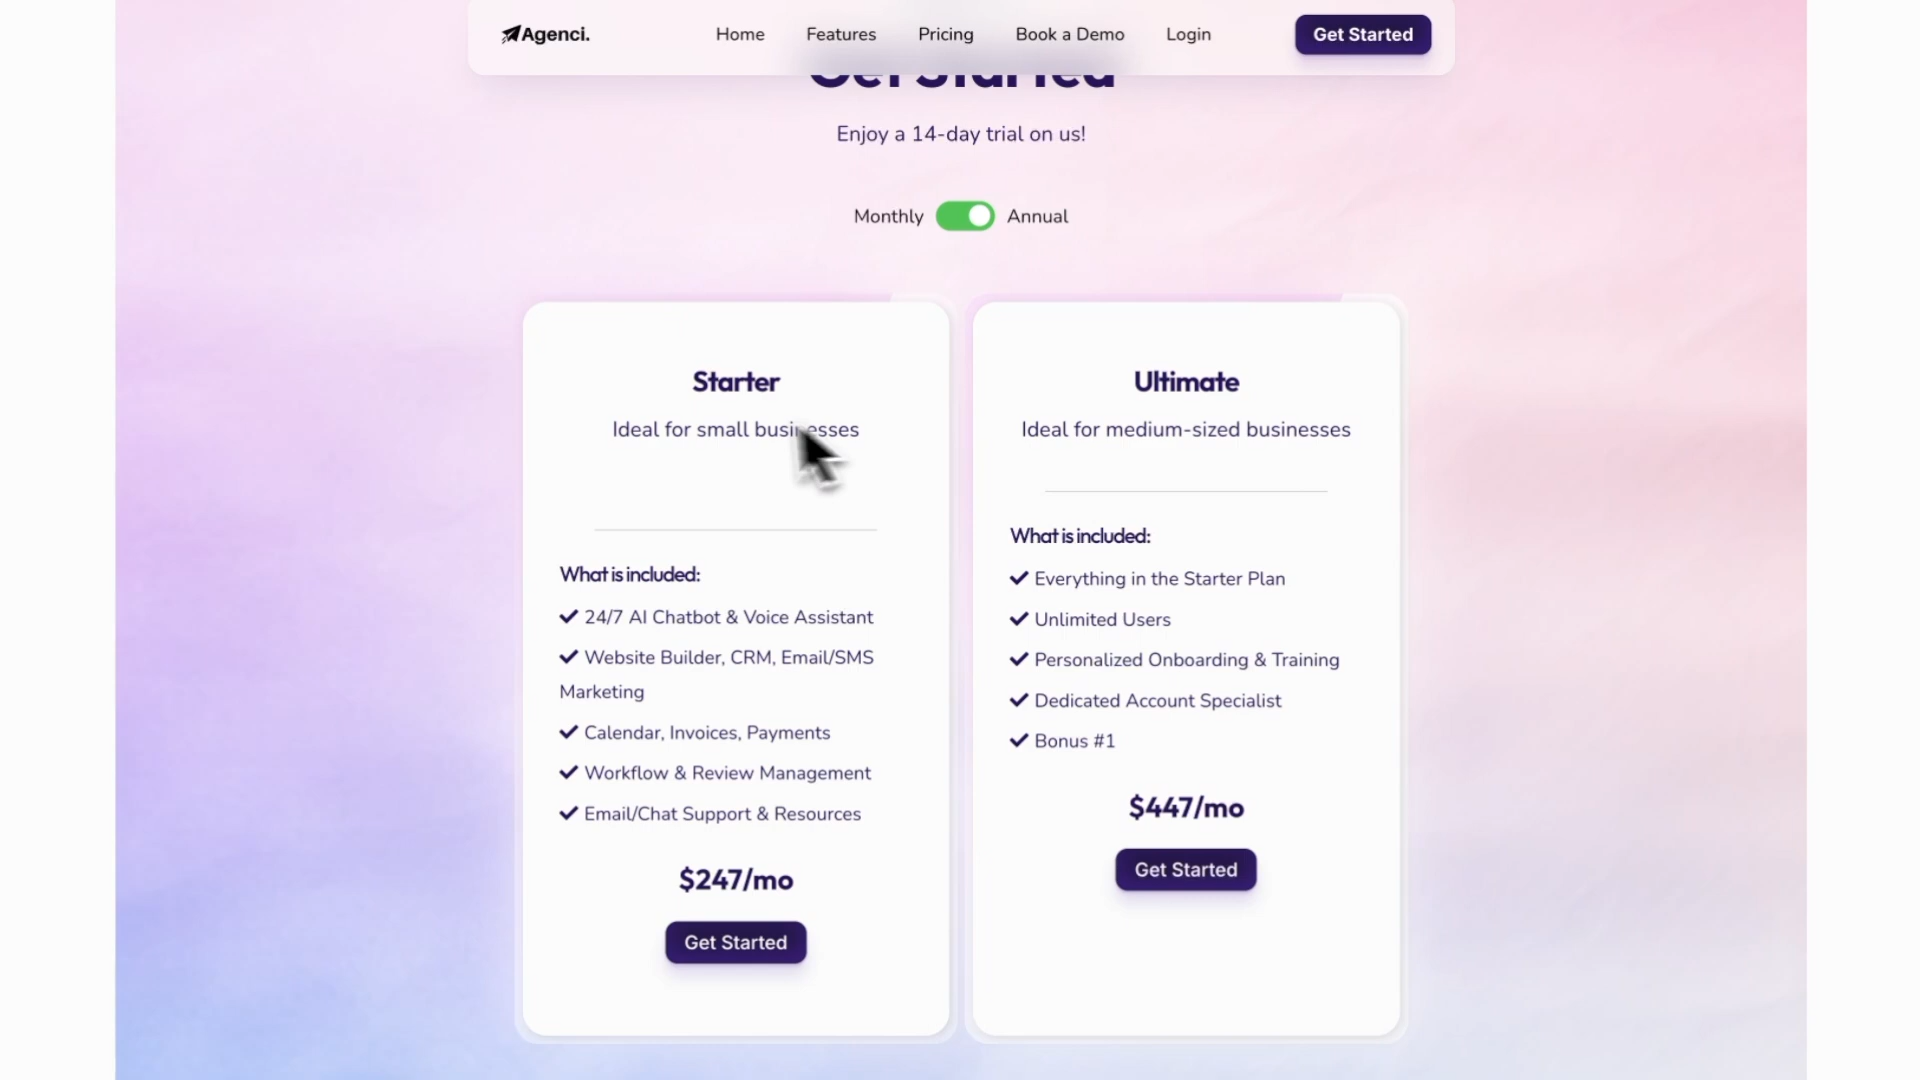 Agenci.
Home
Features
Pricing
Book a Demo
Login
Get Started
Get Started
Enjoy a 14-day trial on us!
Monthly
Annual
Starter
Ideal for small businesses
What is included:
24/7 AI Chatbot & Voice Assistant
Website Builder, CRM, Email/SMS
Marketing
Calendar, Invoices, Payments
Workflow & Review Management
Email/Chat Support & Resources
$247/mo
Get Started
Ultimate
Ideal for medium-sized businesses
What is included:
Everything in the Starter Plan
Unlimited Users
Personalized Onboarding & Training
Dedicated Account Specialist
Bonus #1
$447/mo
Get Started